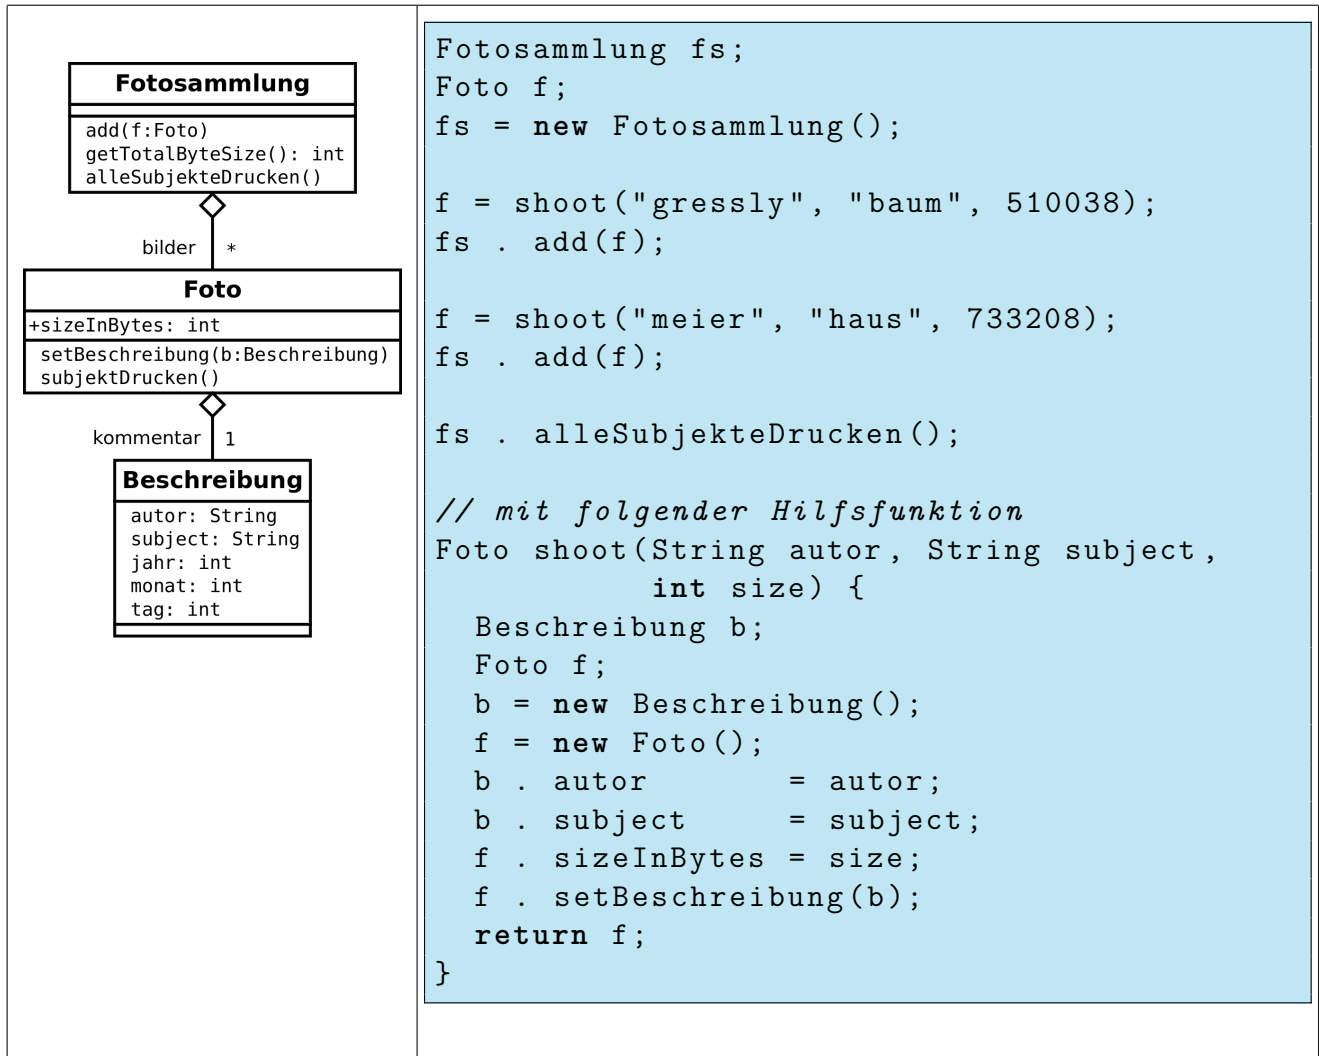 Fotosammlung
add(f:Foto)
getTotalByteSize(): int
alleSubjekteDrucken()
bilder *
Foto
+sizeInBytes: int
setBeschreibung(b:Beschreibung)
subjektDrucken()
kommentar 1
Beschreibung
autor: String
subject: String
jahr: int
monat: int
tag: int
Fotosammlung fs;
Foto f;
fs = new Fotosammlung();
f = shoot("gressly", "baum", 510038);
fs . add(f);
f = shoot("meier", "haus", 733208);
fs . add(f);
fs . alleSubjekteDrucken();
// mit folgender Hilfsfunktion
Foto shoot(String autor, String subject,
int size) {
Beschreibung b;
Foto f;
b = new Beschreibung();
f = new Foto();
b . autor = autor;
b . subject = subject;
f . sizeInBytes = size;
f . setBeschreibung(b);
return f;
}